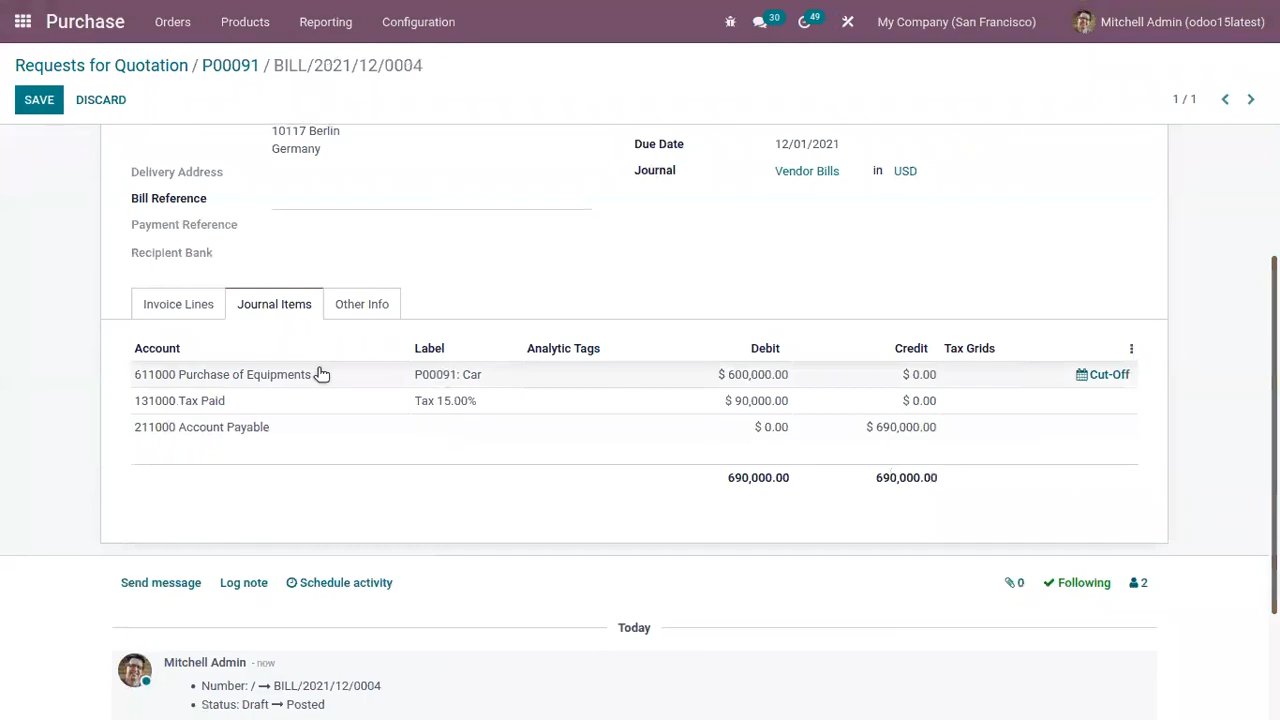 Purchase Orders Products Reporting Configuration 30 49 My Company (San Francisco) Mitchell Admin (odoo15latest)
Requests for Quotation / P00091 / BILL/2021/12/0004
SAVE DISCARD 1 / 1
10117 Berlin
Germany
Due Date 12/01/2021
Delivery Address
Journal Vendor Bills in USD
Bill Reference
Payment Reference
Recipient Bank
Invoice Lines Journal Items Other Info
Account Label Analytic Tags Debit Credit Tax Grids
611000 Purchase of Equipments P00091: Car $ 600,000.00 $ 0.00 Cut-Off
131000 Tax Paid Tax 15.00% $ 90,000.00 $ 0.00
211000 Account Payable $ 0.00 $ 690,000.00
690,000.00 690,000.00
Send message Log note Schedule activity 0 Following 2
Today
Mitchell Admin - now
• Number: / → BILL/2021/12/0004
• Status: Draft → Posted